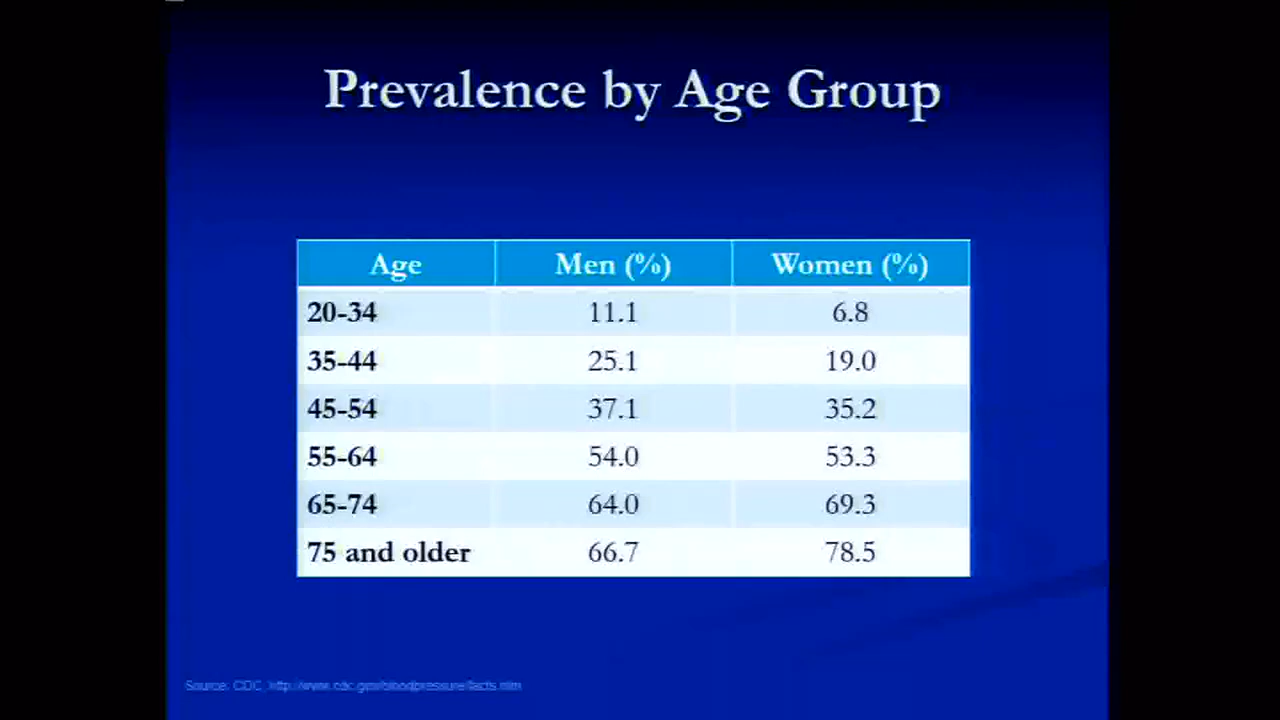 Prevalence by Age Group
Age Men (%) Women (%)
20-34 11.1 6.8
35-44 25.1 19.0
45-54 37.1 35.2
55-64 54.0 53.3
65-74 64.0 69.3
75 and older 66.7 78.5
Source: CDC, http://www.cdc.gov/bloodpressure/facts.htm